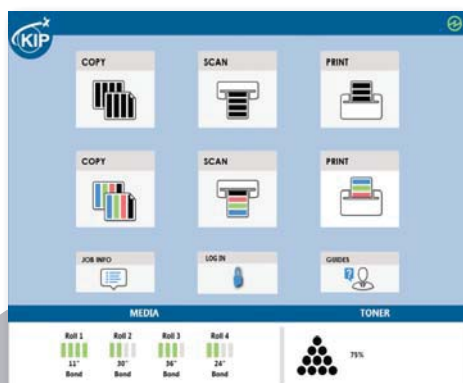 KIP
COPY SCAN PRINT
COPY SCAN PRINT
JOB INFO LOG IN GUIDES
MEDIA TONER
Roll 1 Roll 2 Roll 3 Roll 4
11" 30" 36" 24"
Bond Bond Bond Bond
75%